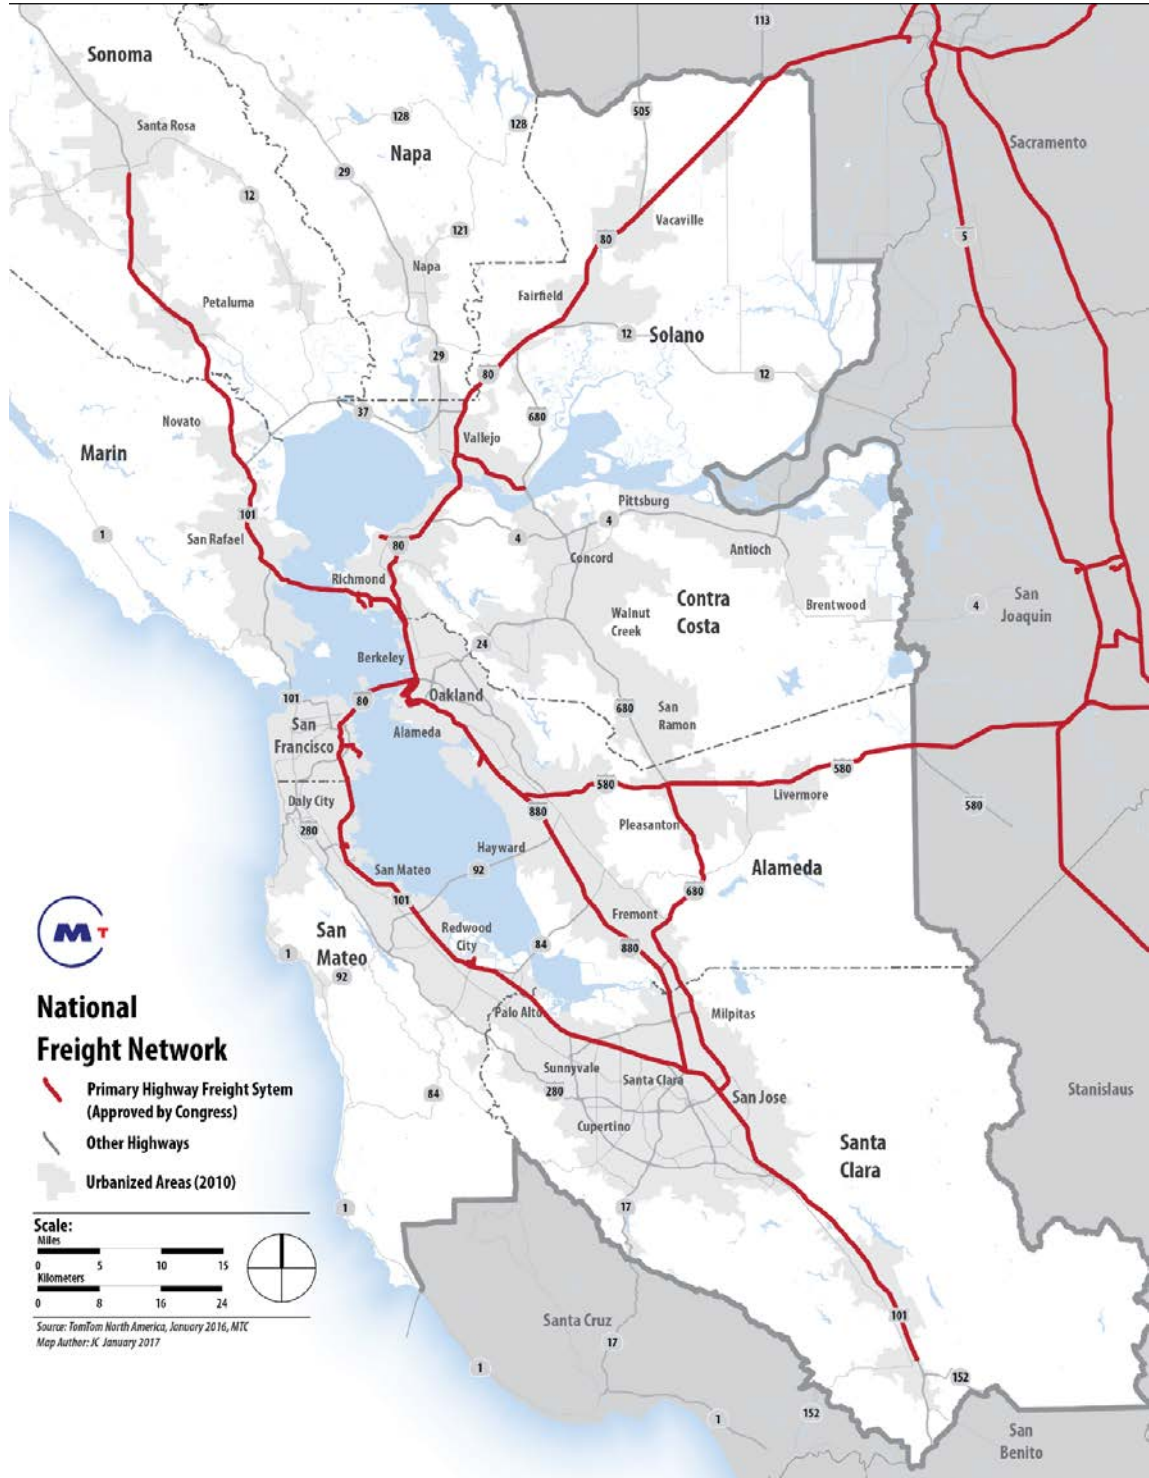 113
Sonoma
505
128
128
Santa Rosa
Sacramento
Napa
29
12
Vacaville
121
5
80
Napa
Fairfield
Petaluma
12
Solano
29
80
12
37
680
Novato
Vallejo
Marin
Pittsburg
101
4
1
San Rafael
4
80
Antioch
Concord
Richmond
San
Joaquin
4
Contra
Costa
Brentwood
Walnut
Creek
24
Berkeley
Oakland
101
80
680
San
Ramon
San
Francisco
Alameda
580
580
Livermore
Daly City
580
880
280
Pleasanton
Hayward
San Mateo
92
Alameda
101
680
Fremont
Redwood
City
San
Mateo
84
880
1
92
M T
National
Freight Network
Palo Alto
Milpitas
Sunnyvale
Santa Clara
280
San Jose
84
Stanislaus
Cupertino
Santa
Clara
Primary Highway Freight Sytem
(Approved by Congress)
Other Highways
Urbanized Areas (2010)
1
17
Scale:
Miles
0 5 10 15
Kilometers
0 8 16 24
Source: TomTom North America, January 2016, MTC
Map Author: JC January 2017
Santa Cruz
17
101
1
152
152
1
San
Benito